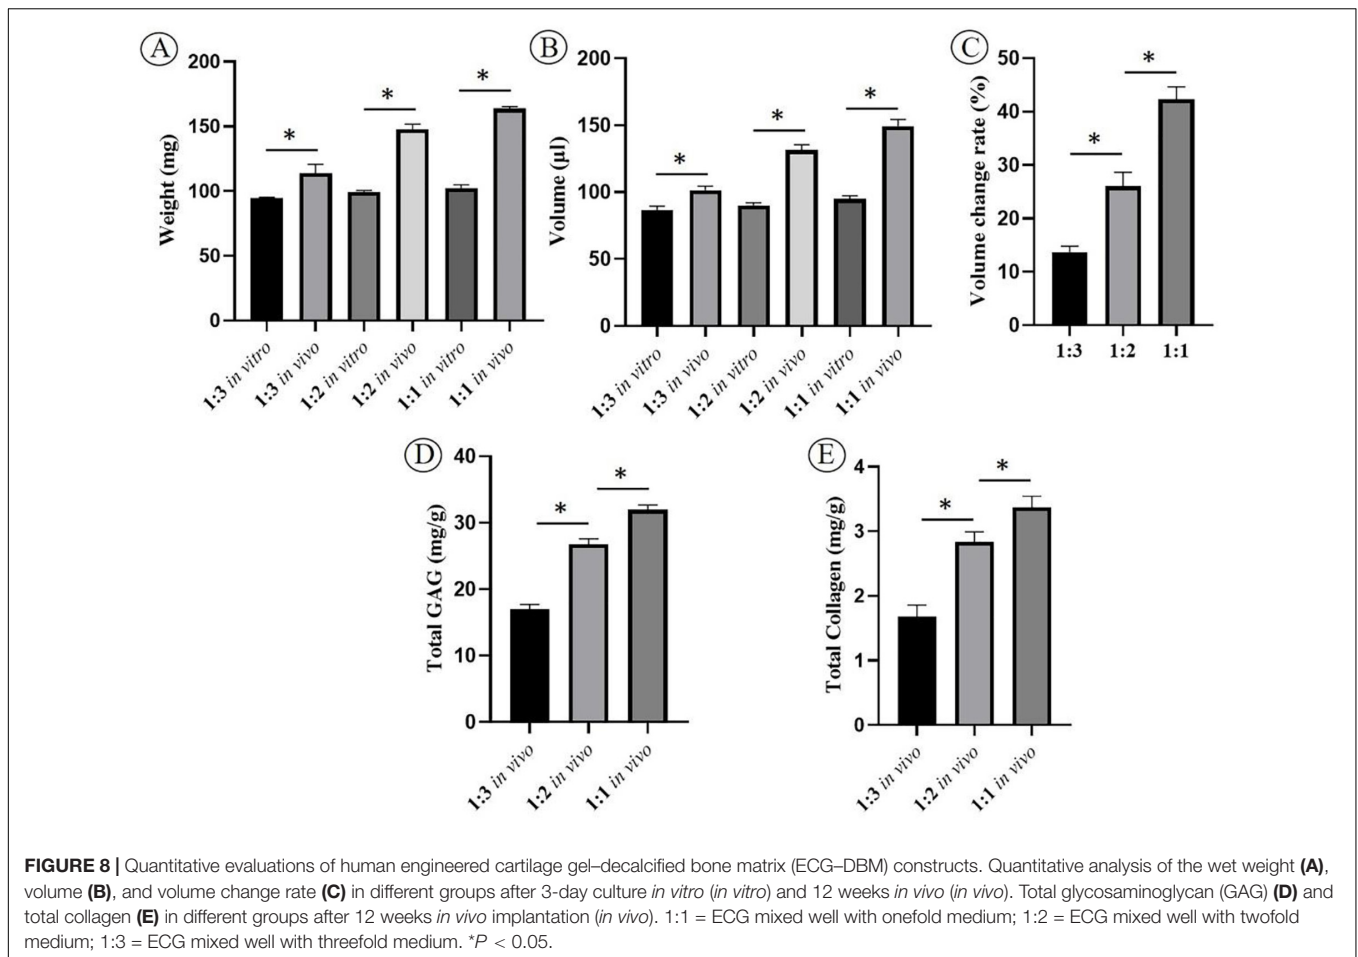 A
Weight (mg)
200
150
100
50
0
*
*
*
1:3 in vitro
1:3 in vivo
1:2 in vitro
1:2 in vivo
1:1 in vitro
1:1 in vivo
B
Volume (µl)
200
150
100
50
0
*
*
*
1:3 in vitro
1:3 in vivo
1:2 in vitro
1:2 in vivo
1:1 in vitro
1:1 in vivo
C
Volume change rate (%)
50
40
30
20
10
0
*
*
1:3
1:2
1:1
D
Total GAG (mg/g)
40
30
20
10
0
*
*
1:3 in vivo
1:2 in vivo
1:1 in vivo
E
Total Collagen (mg/g)
4
3
2
1
0
*
*
1:3 in vivo
1:2 in vivo
1:1 in vivo
FIGURE 8 | Quantitative evaluations of human engineered cartilage gel–decalcified bone matrix (ECG–DBM) constructs. Quantitative analysis of the wet weight (A),
volume (B), and volume change rate (C) in different groups after 3-day culture in vitro (in vitro) and 12 weeks in vivo (in vivo). Total glycosaminoglycan (GAG) (D) and
total collagen (E) in different groups after 12 weeks in vivo implantation (in vivo). 1:1 = ECG mixed well with onefold medium; 1:2 = ECG mixed well with twofold
medium; 1:3 = ECG mixed well with threefold medium. *P < 0.05.